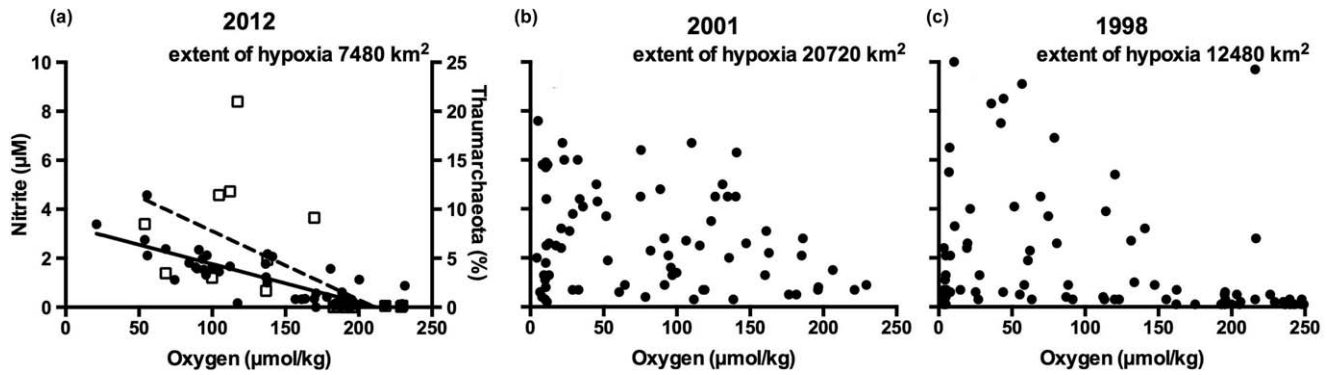 (a)
2012
extent of hypoxia 7480 km²
10
8
6
4
2
0
Nitrite (µM)
25
20
15
10
5
0
Thaumarchaeota (%)
0 50 100 150 200 250
Oxygen (µmol/kg)
(b)
2001
extent of hypoxia 20720 km²
0 50 100 150 200 250
Oxygen (µmol/kg)
(c)
1998
extent of hypoxia 12480 km²
0 50 100 150 200 250
Oxygen (µmol/kg)